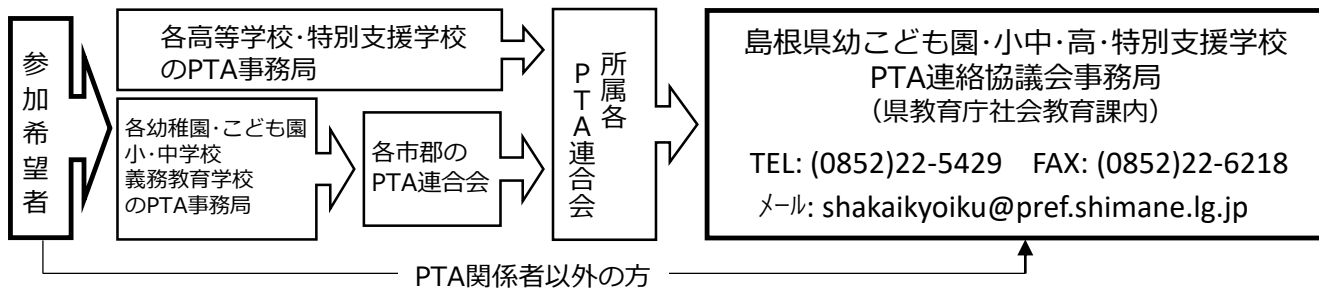 参加希望者
各高等学校・特別支援学校
のPTA事務局
各幼稚園・こども園
小・中学校
義務教育学校
のPTA事務局
各市郡の
PTA連合会
所属各
PTA連合会
島根県幼こども園・小中・高・特別支援学校
PTA連絡協議会事務局
（県教育庁社会教育課内）
TEL: (0852)22-5429 FAX: (0852)22-6218
ﾒｰﾙ: shakaikyoiku@pref.shimane.lg.jp
PTA関係者以外の方